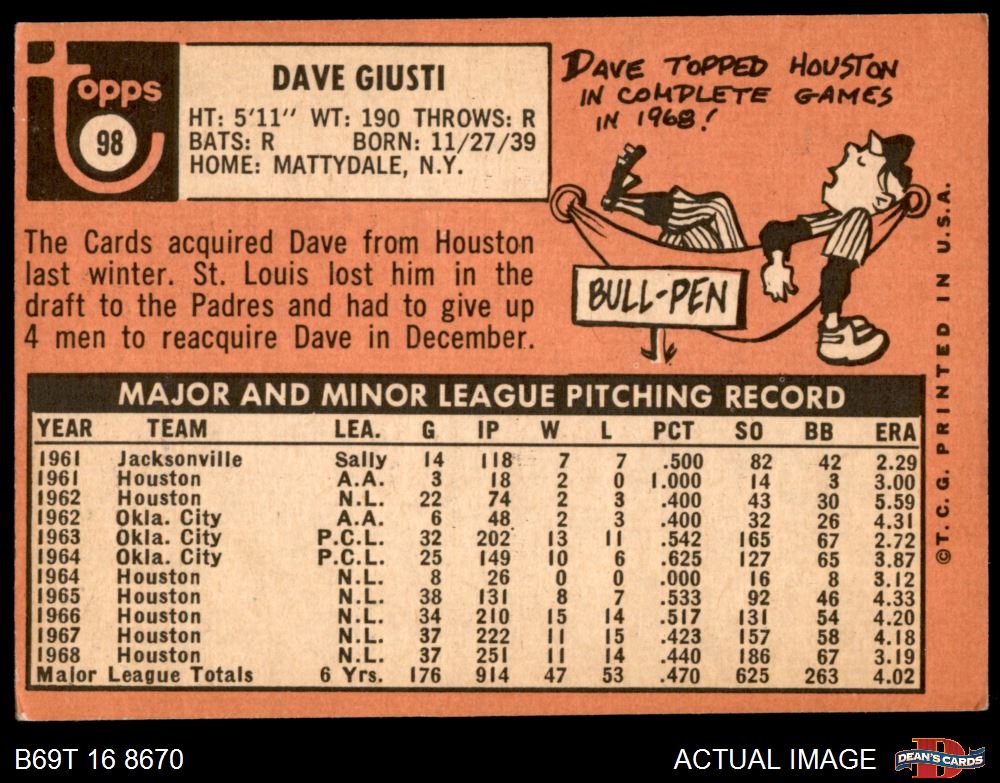 Topps
98
DAVE GIUSTI
HT: 5'11" WT: 190 THROWS: R
BATS: R BORN: 11/27/39
HOME: MATTYDALE, N.Y.
DAVE TOPPED HOUSTON
IN COMPLETE GAMES
IN 1968!
BULL-PEN
The Cards acquired Dave from Houston
last winter. St. Louis lost him in the
draft to the Padres and had to give up
4 men to reacquire Dave in December.
MAJOR AND MINOR LEAGUE PITCHING RECORD
YEAR TEAM LEA. G IP W L PCT SO BB ERA
1961 Jacksonville Sally 14 118 7 7 .500 82 42 2.29
1961 Houston A.A. 3 18 2 0 1.000 14 3 3.00
1962 Houston N.L. 22 74 2 3 .400 43 30 5.59
1962 Okla. City A.A. 6 48 2 3 .400 32 26 4.31
1963 Okla. City P.C.L. 32 202 13 11 .542 165 67 2.72
1964 Okla. City P.C.L. 25 149 10 6 .625 127 65 3.87
1964 Houston N.L. 8 26 0 0 .000 16 8 3.12
1965 Houston N.L. 38 131 8 7 .533 92 46 4.33
1966 Houston N.L. 34 210 15 14 .517 131 54 4.20
1967 Houston N.L. 37 222 11 15 .423 157 58 4.18
1968 Houston N.L. 37 251 11 14 .440 186 67 3.19
Major League Totals 6 Yrs. 176 914 47 53 .470 625 263 4.02
©T. C. G. PRINTED IN U.S.A.
B69T 16 8670
ACTUAL IMAGE
D
DEAN'S CARDS